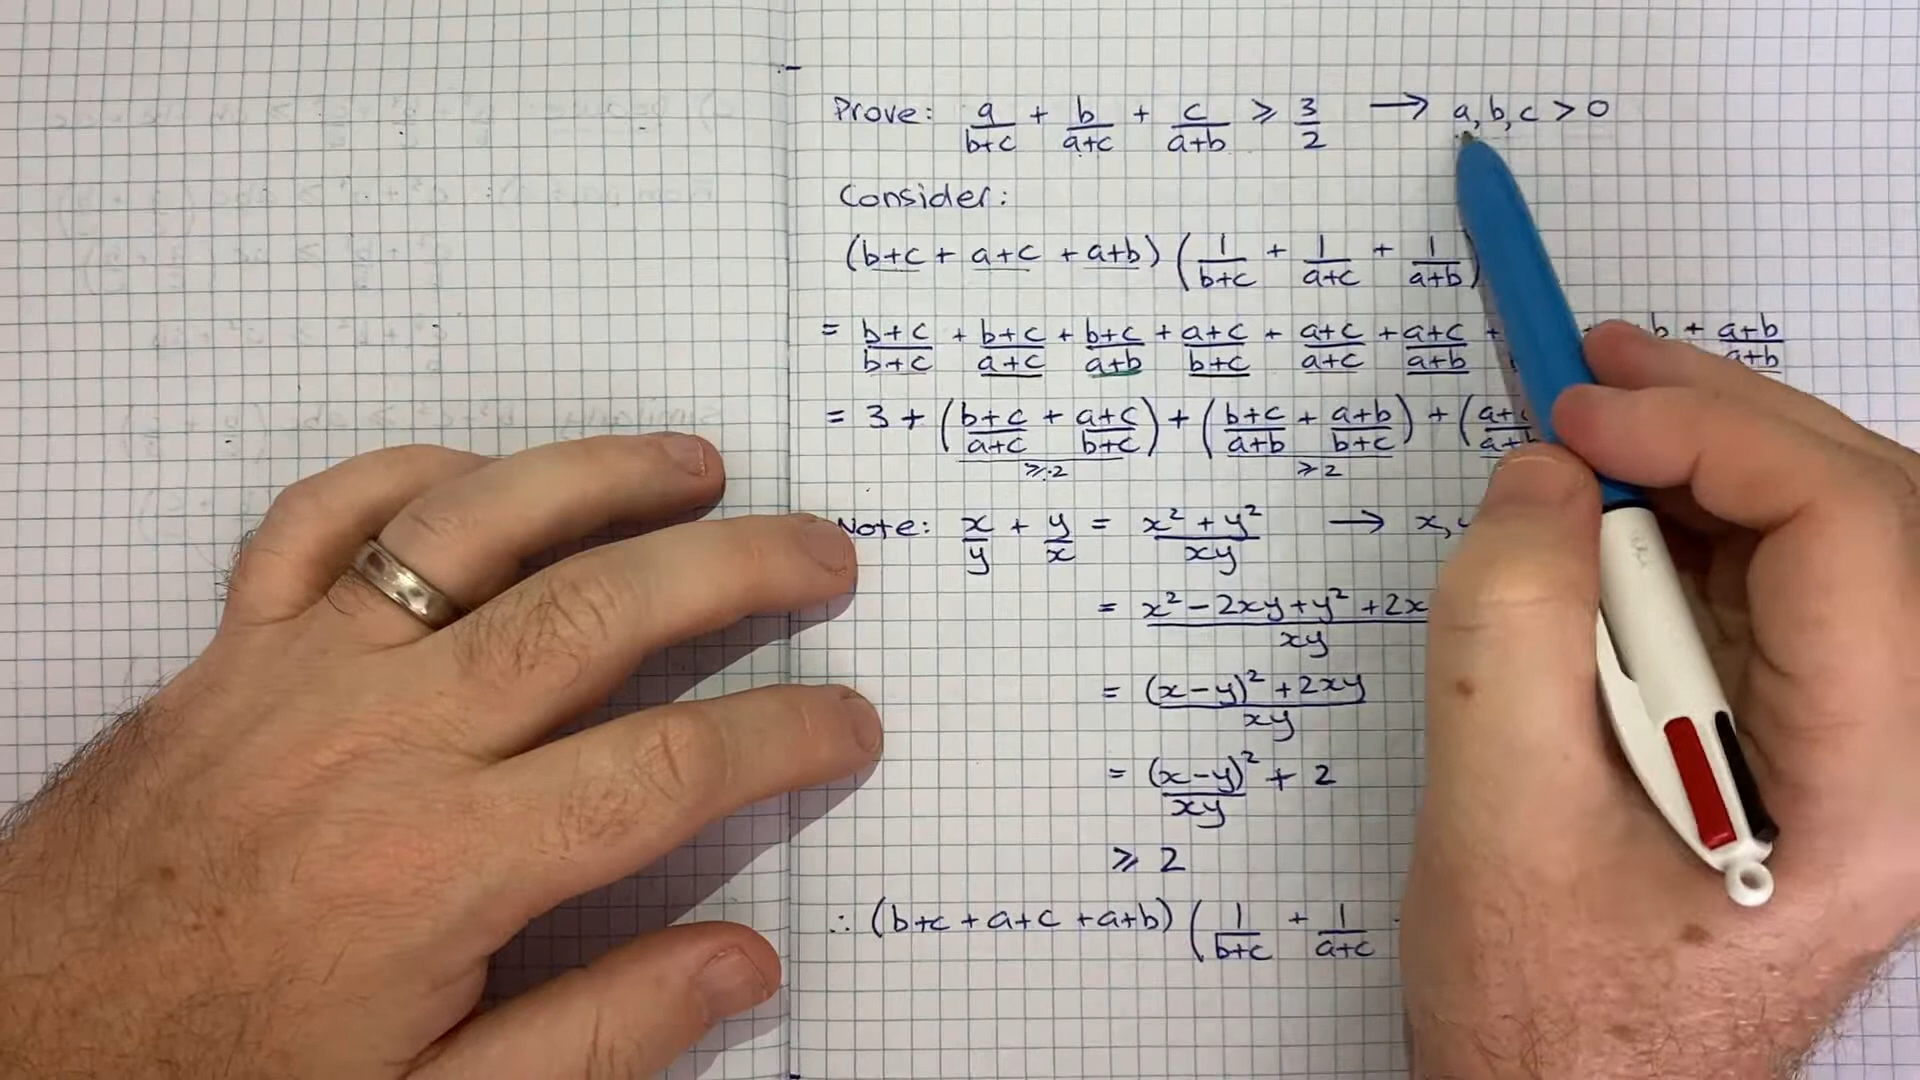 Prove: a/(b+c) + b/(a+c) + c/(a+b) ≥ 3/2 → a, b, c > 0
Consider:
(b+c + a+c + a+b) (1/(b+c) + 1/(a+c) + 1/(a+b))
= (b+c)/(b+c) + (b+c)/(a+c) + (b+c)/(a+b) + (a+c)/(b+c) + (a+c)/(a+c) + (a+c)/(a+b) + + (a+b)/(a+b)
= 3 + ((b+c)/(a+c) + (a+c)/(b+c)) + ((b+c)/(a+b) + (a+b)/(b+c)) + (
≥ 2 ≥ 2
Note: x/y + y/x = (x² + y²)/xy → x,
= (x² - 2xy + y² + 2x
xy
= ((x-y)² + 2xy)/xy
= (x-y)²/xy + 2
≥ 2
∴ (b+c + a+c + a+b) (1/(b+c) + 1/(a+c)